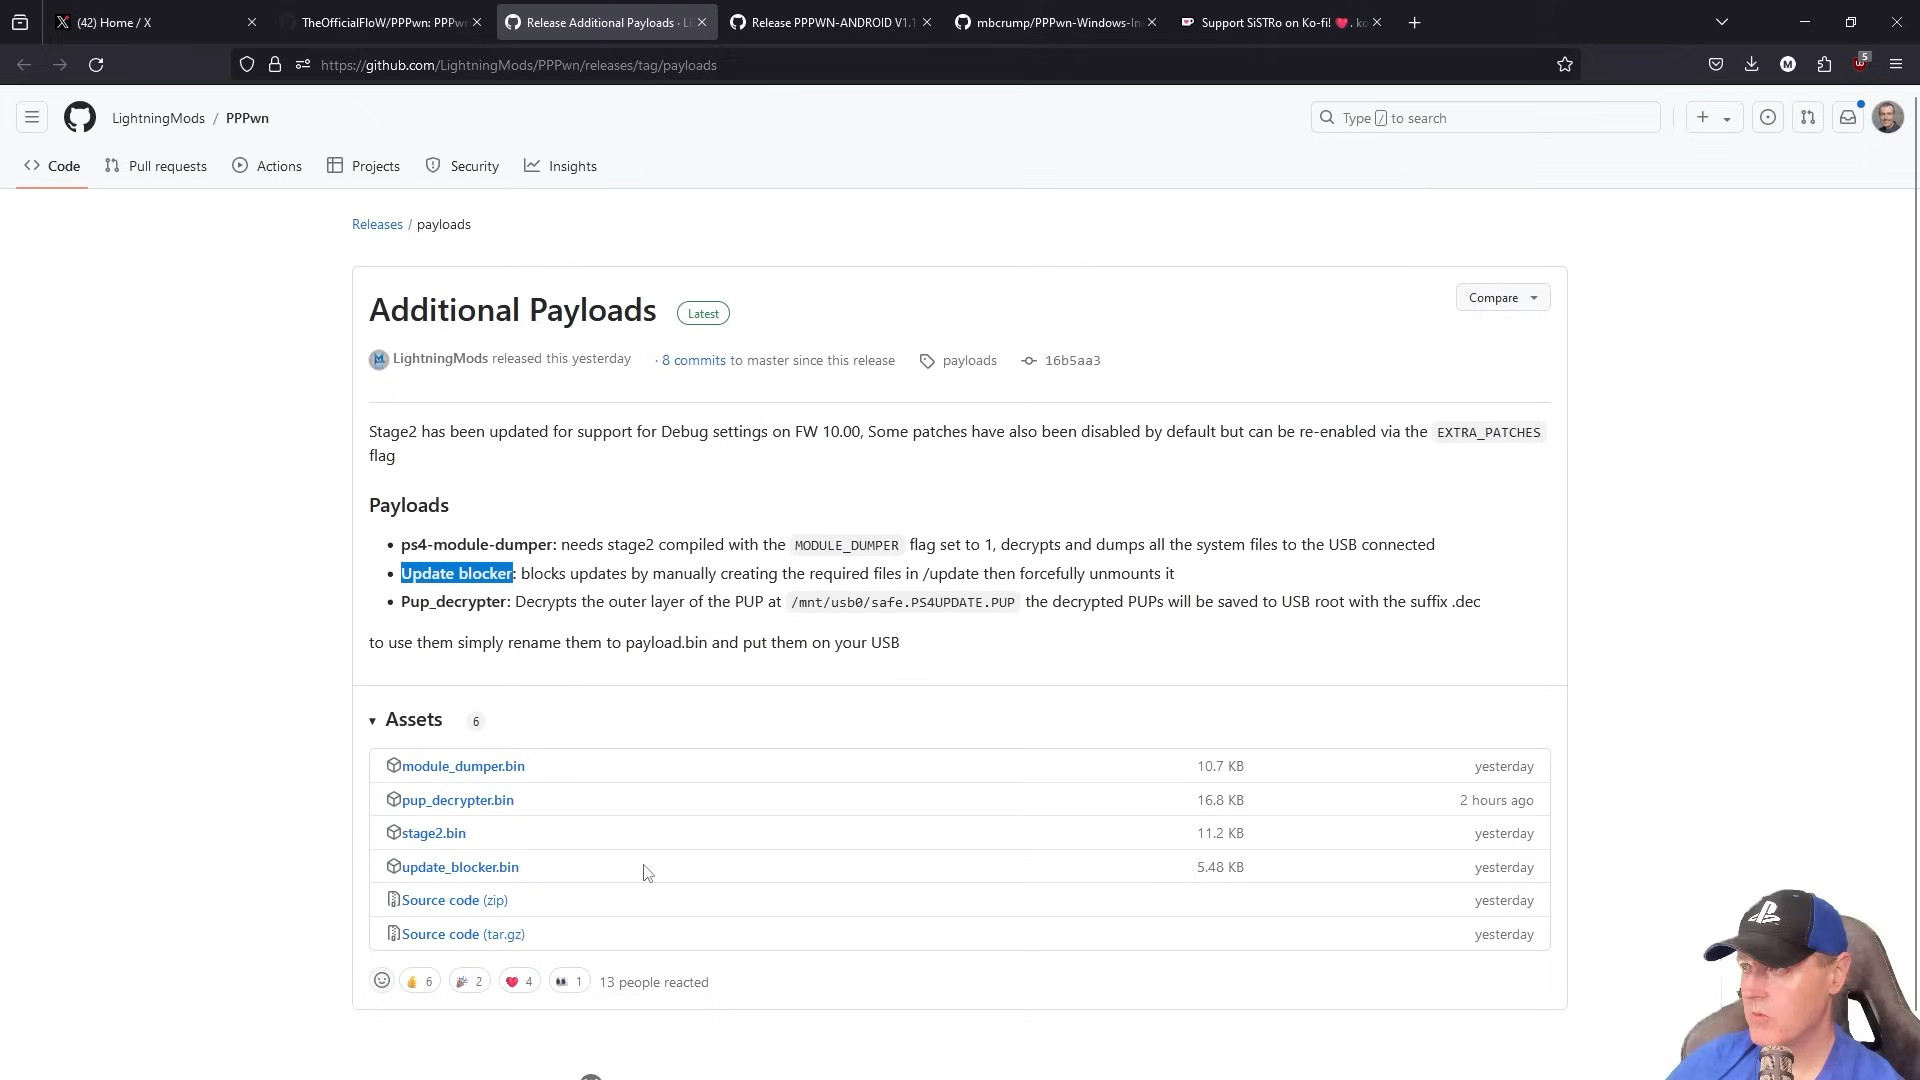 (42) Home / X
TheOfficialFloW/PPPwn: PPPw
Release Additional Payloads · L
Release PPPWN-ANDROID V1.1
mbcrump/PPPwn-Windows-In
Support SiSTRo on Ko-fi! ❤️. ko
https://github.com/LightningMods/PPPwn/releases/tag/payloads
5
LightningMods / PPPwn
Type / to search
Code Pull requests Actions Projects Security Insights
Releases / payloads
Additional Payloads Latest
Compare
LightningMods released this yesterday · 8 commits to master since this release payloads 16b5aa3
Stage2 has been updated for support for Debug settings on FW 10.00, Some patches have also been disabled by default but can be re-enabled via the EXTRA_PATCHES
flag
Payloads
• ps4-module-dumper: needs stage2 compiled with the MODULE_DUMPER flag set to 1, decrypts and dumps all the system files to the USB connected
• Update blocker: blocks updates by manually creating the required files in /update then forcefully unmounts it
• Pup_decrypter: Decrypts the outer layer of the PUP at /mnt/usb0/safe.PS4UPDATE.PUP the decrypted PUPs will be saved to USB root with the suffix .dec
to use them simply rename them to payload.bin and put them on your USB
Assets 6
module_dumper.bin 10.7 KB yesterday
pup_decrypter.bin 16.8 KB 2 hours ago
stage2.bin 11.2 KB yesterday
update_blocker.bin 5.48 KB yesterday
Source code (zip) yesterday
Source code (tar.gz) yesterday
👍 6 🎉 2 ❤️ 4 👀 1 13 people reacted